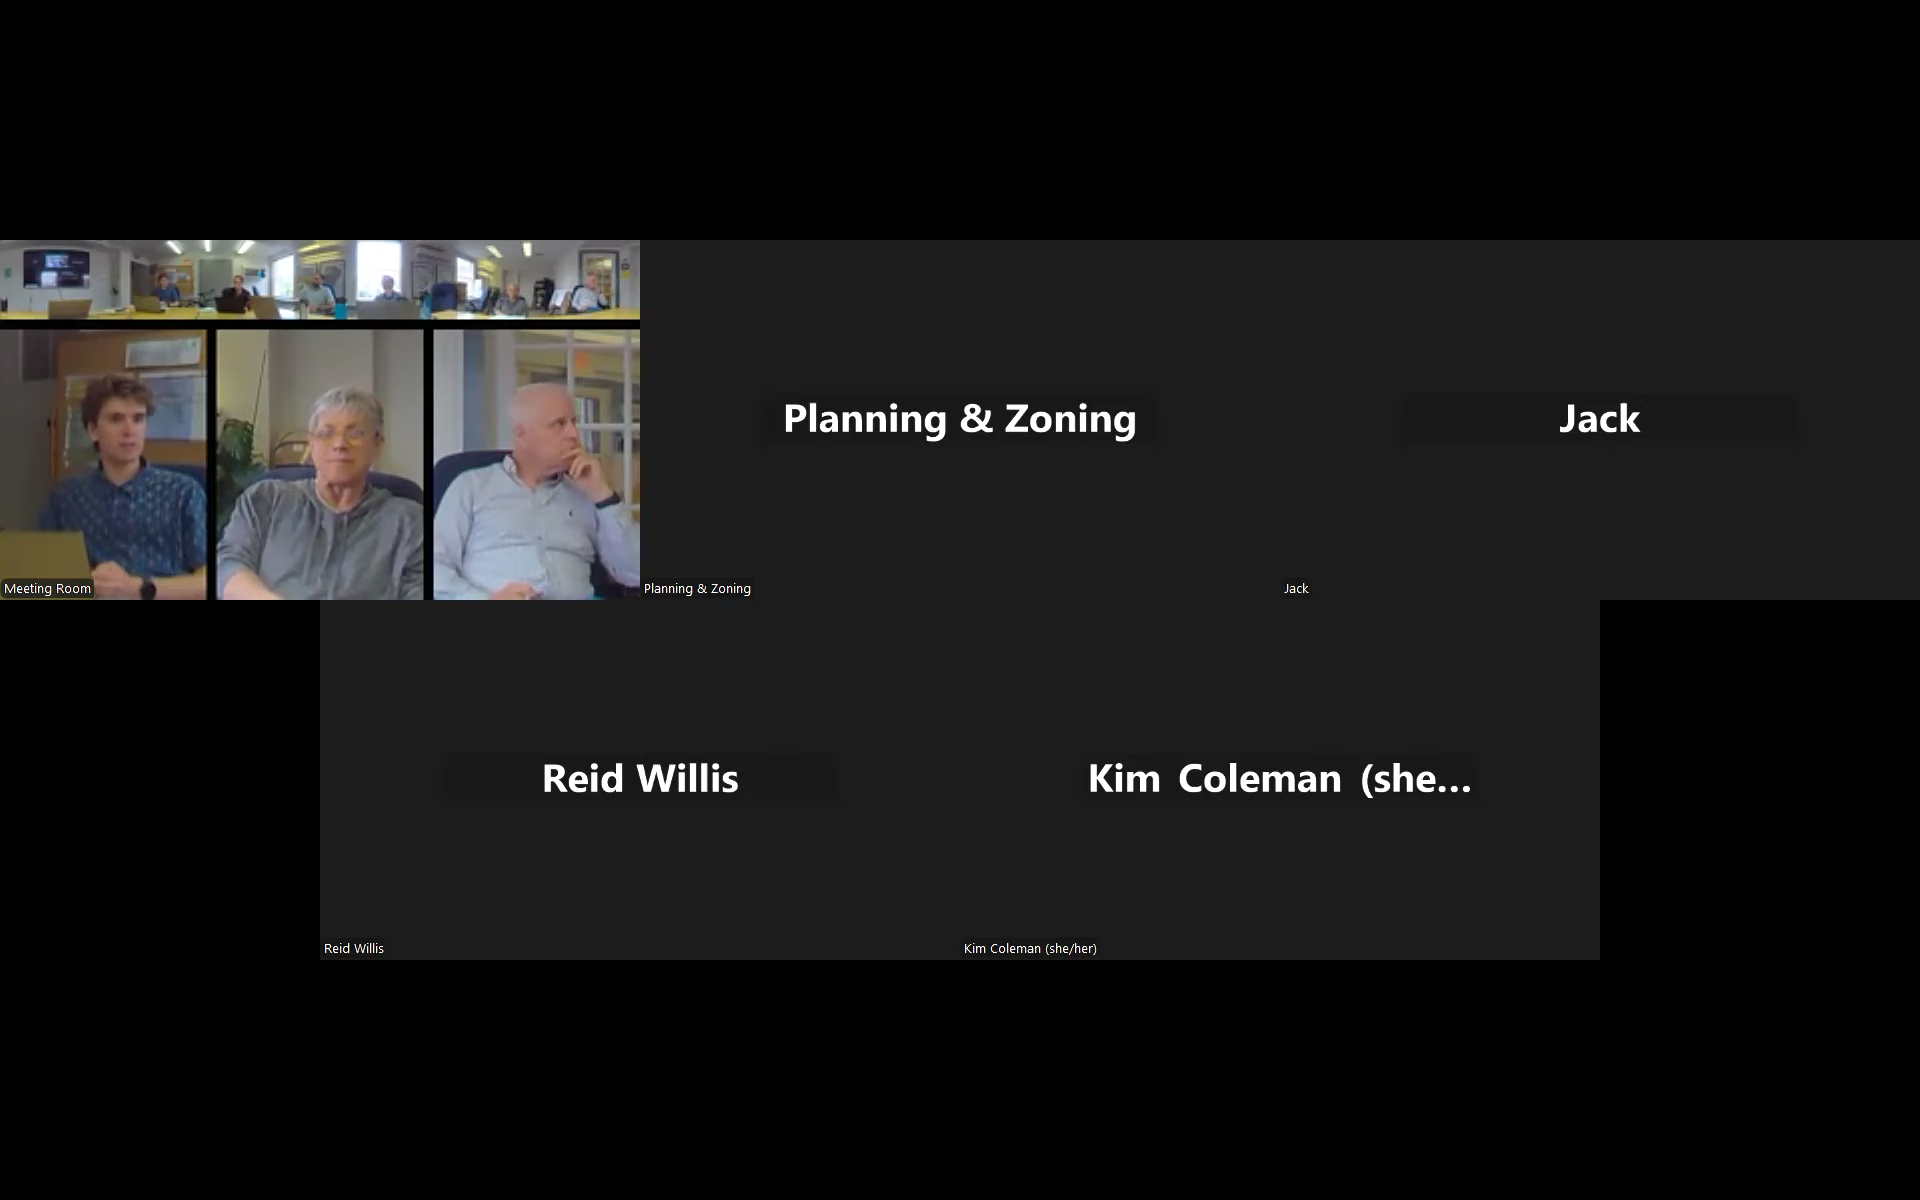 Planning & Zoning
Jack
Meeting Room
Planning & Zoning
Jack
Reid Willis
Kim Coleman (she...
Reid Willis
Kim Coleman (she/her)